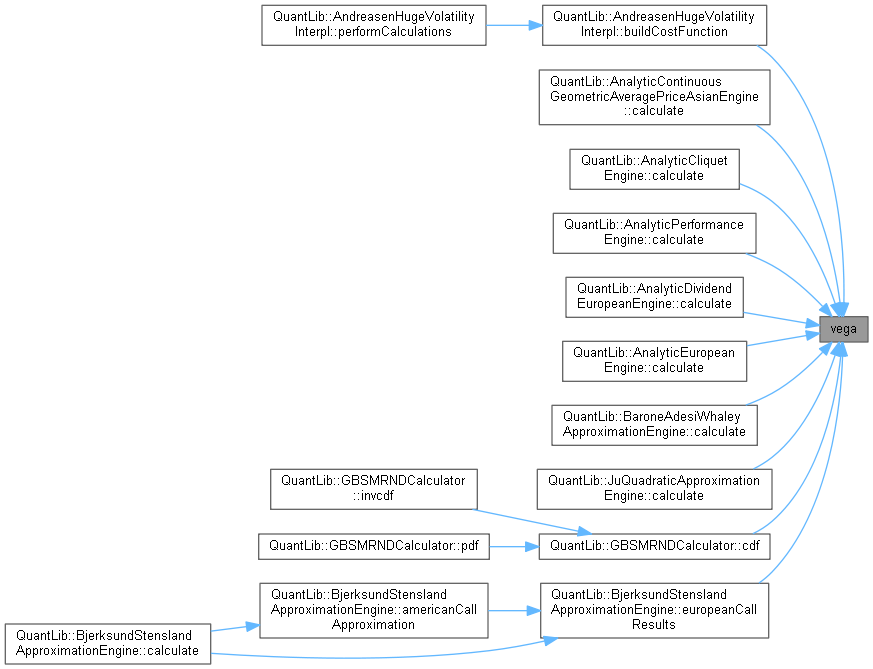 QuantLib::AndreasenHugeVolatility
Interpl::performCalculations
QuantLib::AndreasenHugeVolatility
Interpl::buildCostFunction
QuantLib::AnalyticContinuous
GeometricAveragePriceAsianEngine
::calculate
QuantLib::AnalyticCliquet
Engine::calculate
QuantLib::AnalyticPerformance
Engine::calculate
QuantLib::AnalyticDividend
EuropeanEngine::calculate
vega
QuantLib::AnalyticEuropean
Engine::calculate
QuantLib::BaroneAdesiWhaley
ApproximationEngine::calculate
QuantLib::JuQuadraticApproximation
Engine::calculate
QuantLib::GBSMRNDCalculator
::invcdf
QuantLib::GBSMRNDCalculator::pdf
QuantLib::GBSMRNDCalculator::cdf
QuantLib::BjerksundStensland
ApproximationEngine::americanCall
Approximation
QuantLib::BjerksundStensland
ApproximationEngine::europeanCall
Results
QuantLib::BjerksundStensland
ApproximationEngine::calculate